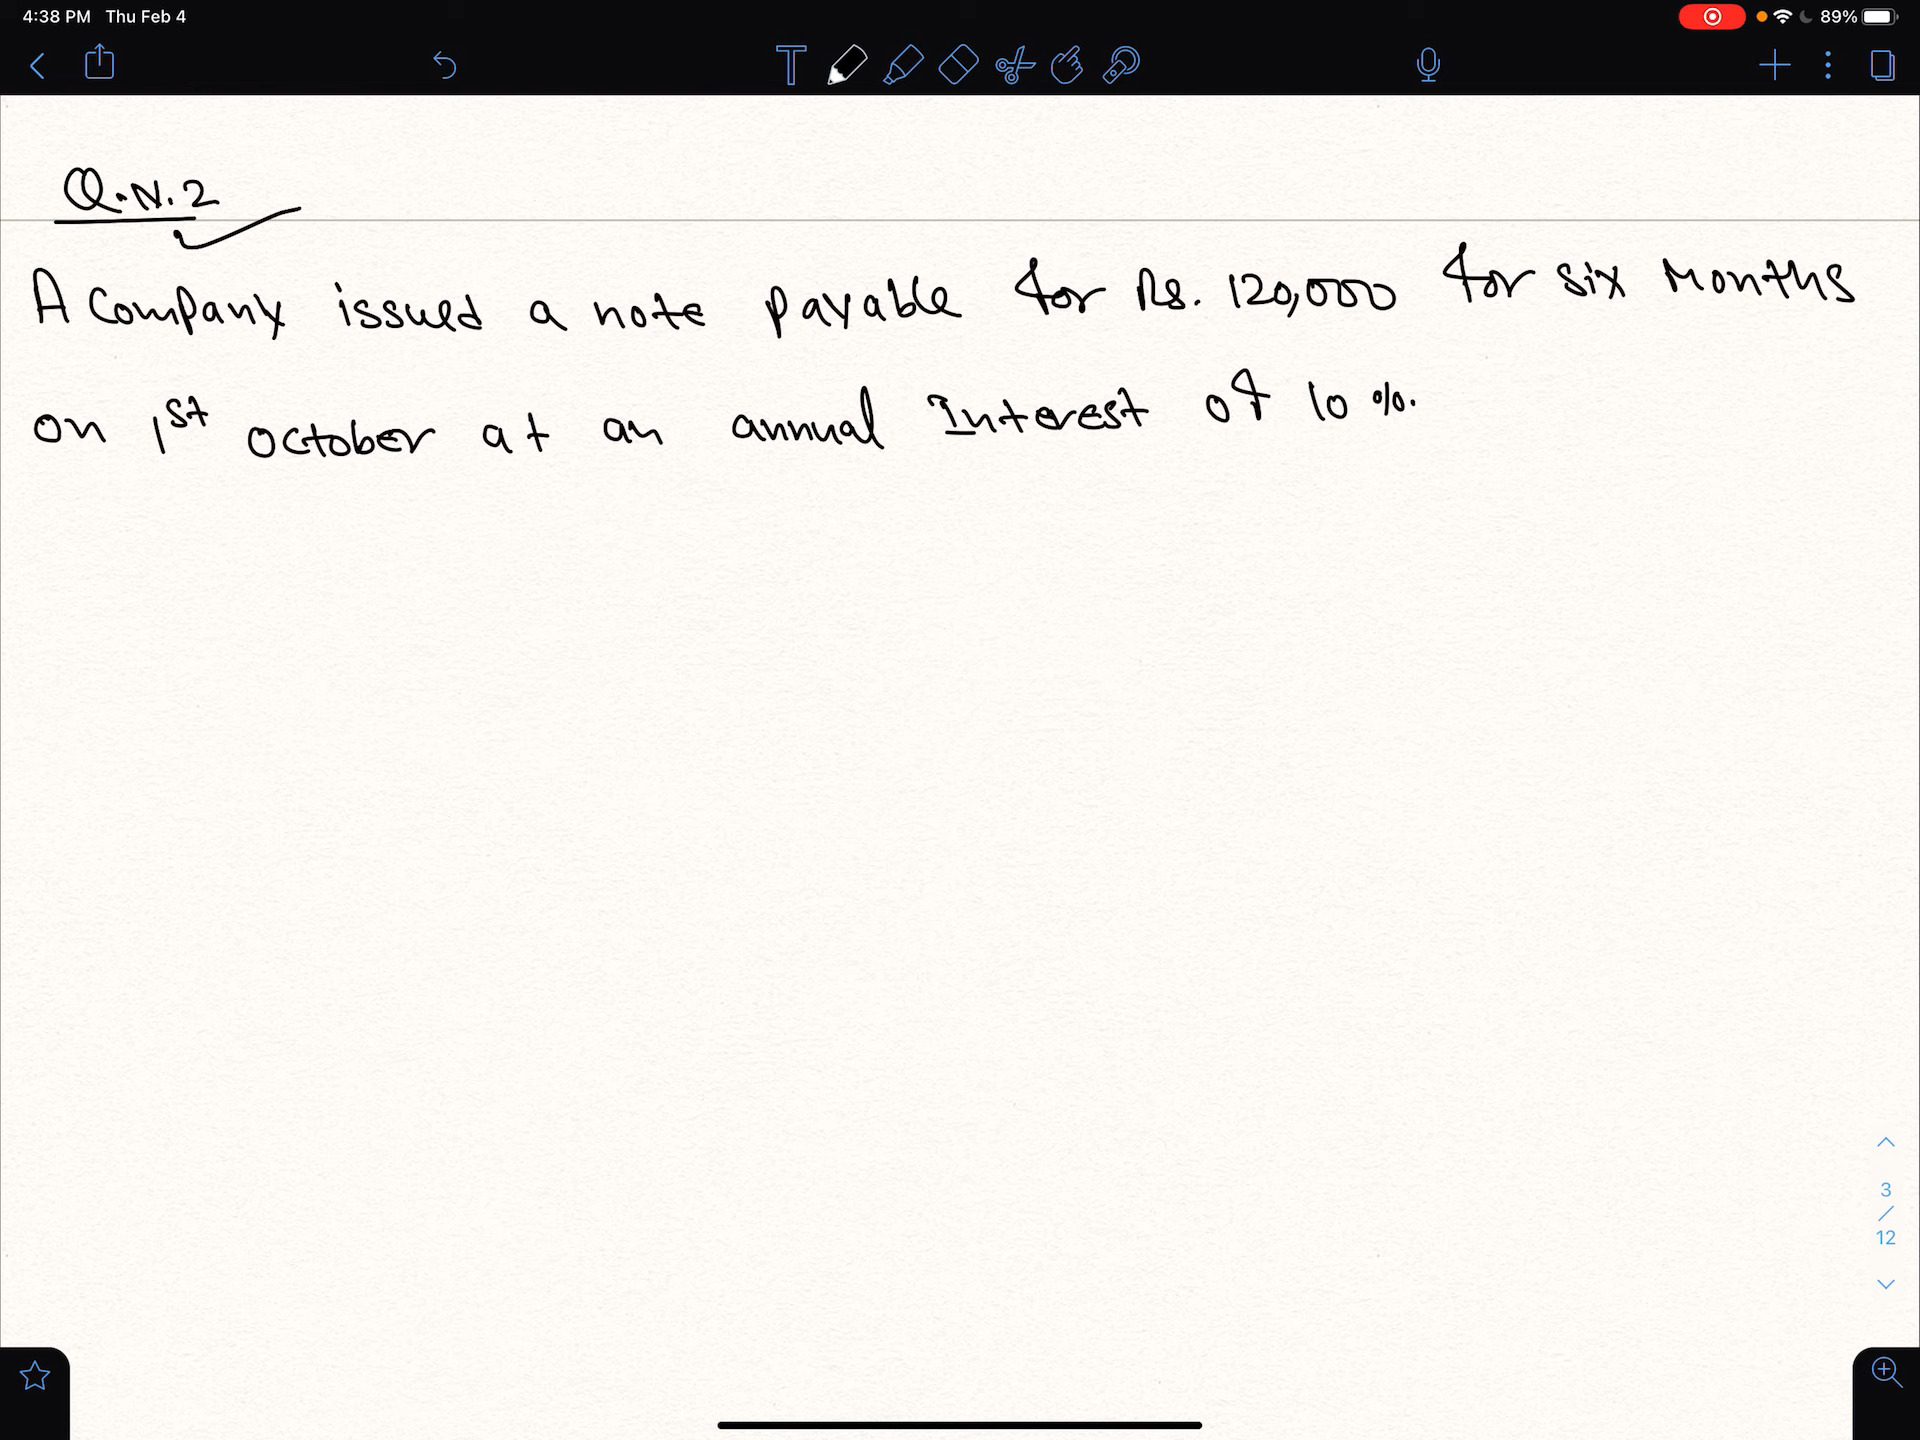 4:38 PM Thu Feb 4
89%
Q.N.2
A Company issued a note payable for Rs. 120,000 for six Months
on 1st october at an annual Interest of 10%.
3
/
12